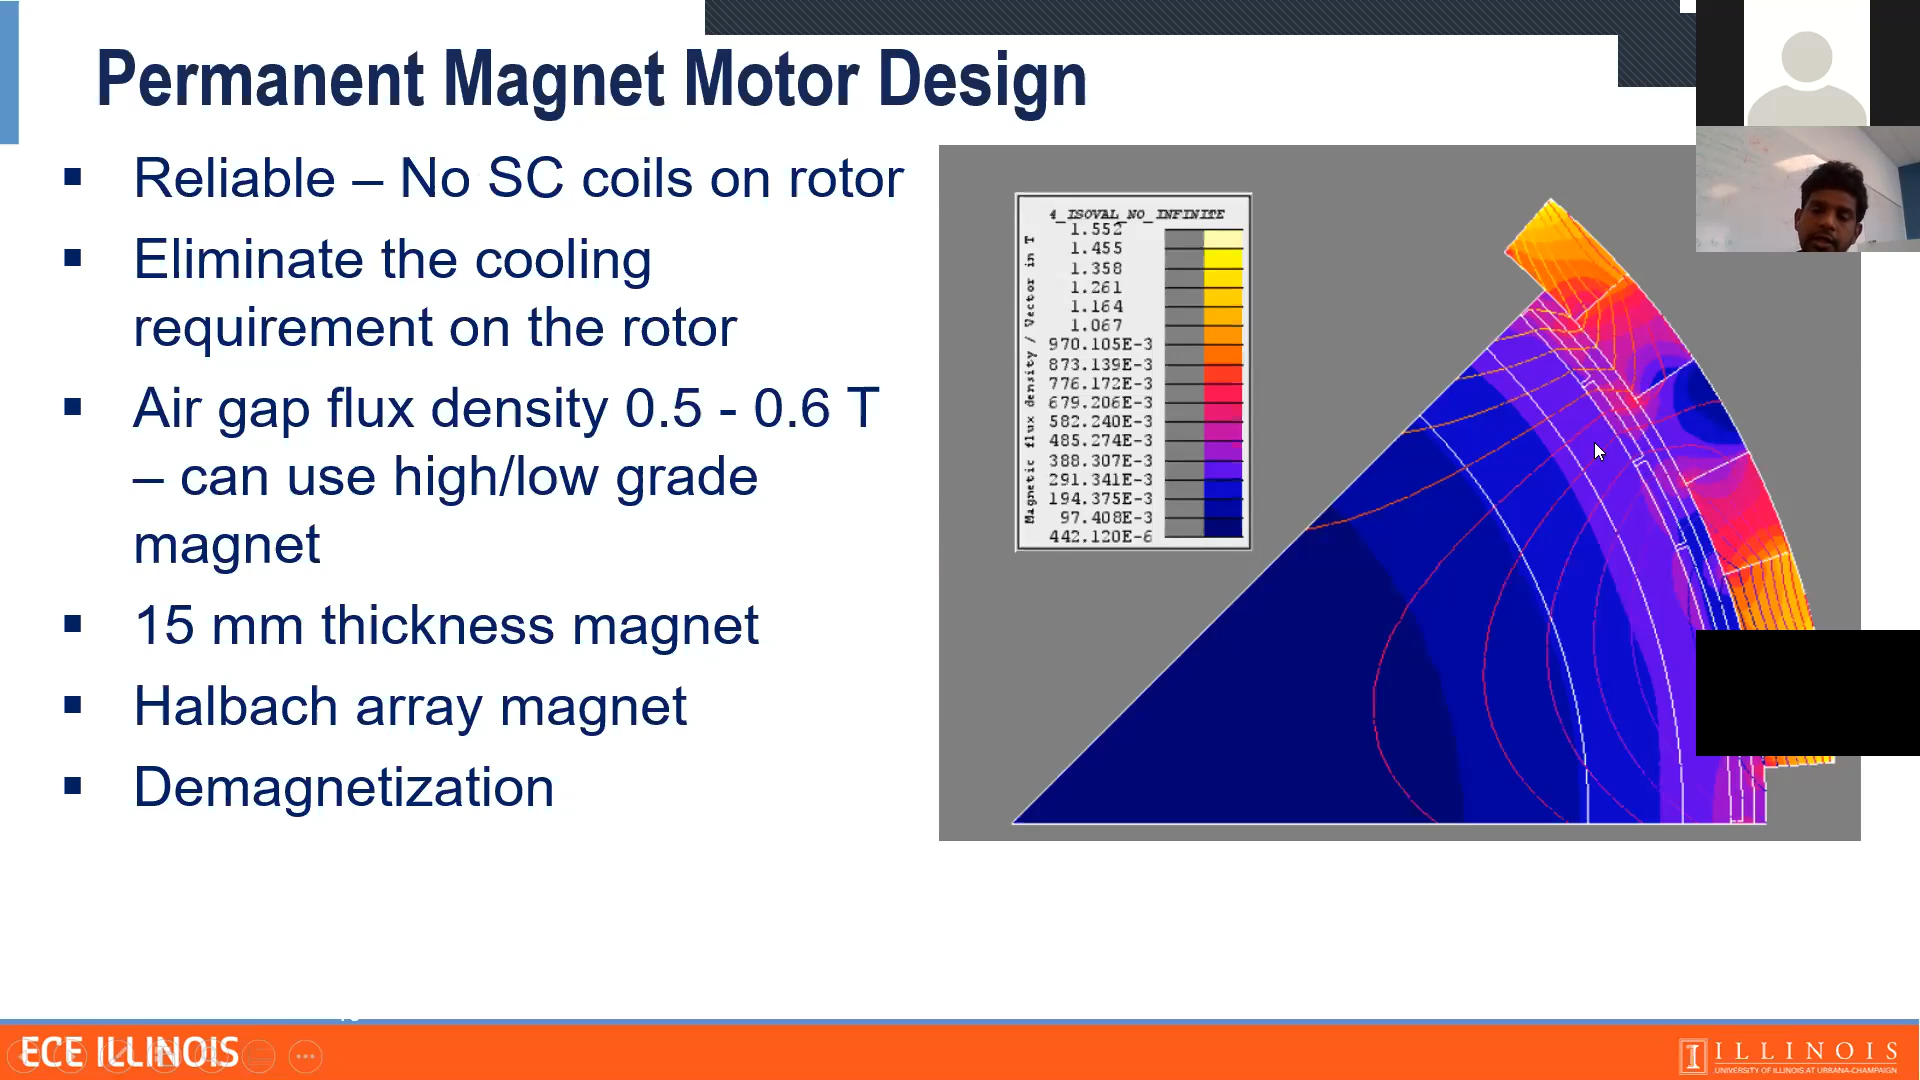 Permanent Magnet Motor Design
▪ Reliable – No SC coils on rotor
▪ Eliminate the cooling
requirement on the rotor
▪ Air gap flux density 0.5 - 0.6 T
– can use high/low grade
magnet
▪ 15 mm thickness magnet
▪ Halbach array magnet
▪ Demagnetization
4_ISOVAL_NO_INFINITE
Magnetic flux density / Vector in T
1.552
1.455
1.358
1.261
1.164
1.067
970.105E-3
873.139E-3
776.172E-3
679.206E-3
582.240E-3
485.274E-3
388.307E-3
291.341E-3
194.375E-3
97.408E-3
442.120E-6
ECE ILLINOIS
I ILLINOIS
UNIVERSITY OF ILLINOIS AT URBANA-CHAMPAIGN